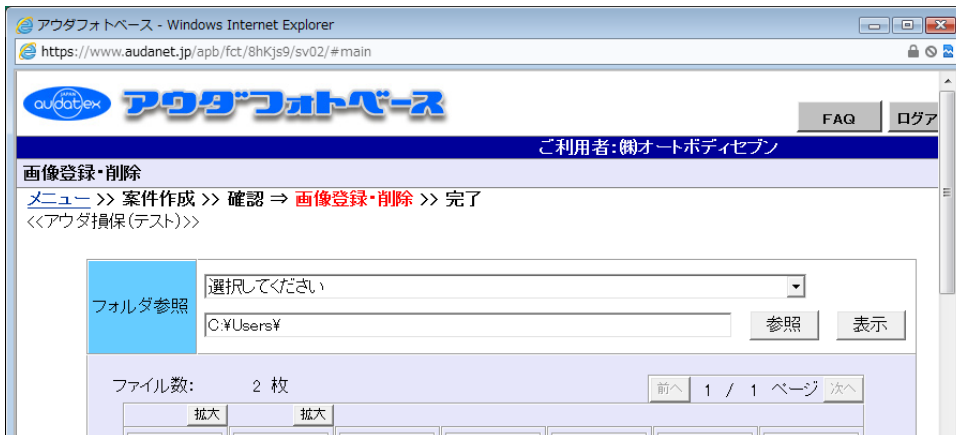 アウダフォトベース - Windows Internet Explorer
https://www.audanet.jp/apb/fct/8hKjs9/sv02/#main
JAPAN
audatex アウダフォトベース
FAQ ログア
ご利用者:㈱オートボディセブン
画像登録・削除
メニュー >> 案件作成 >> 確認 ⇒ 画像登録・削除 >> 完了
<<アウダ損保(テスト)>>
フォルダ参照
選択してください
C:¥Users¥ 参照 表示
ファイル数: 2 枚 前へ 1 / 1 ページ 次へ
拡大 拡大